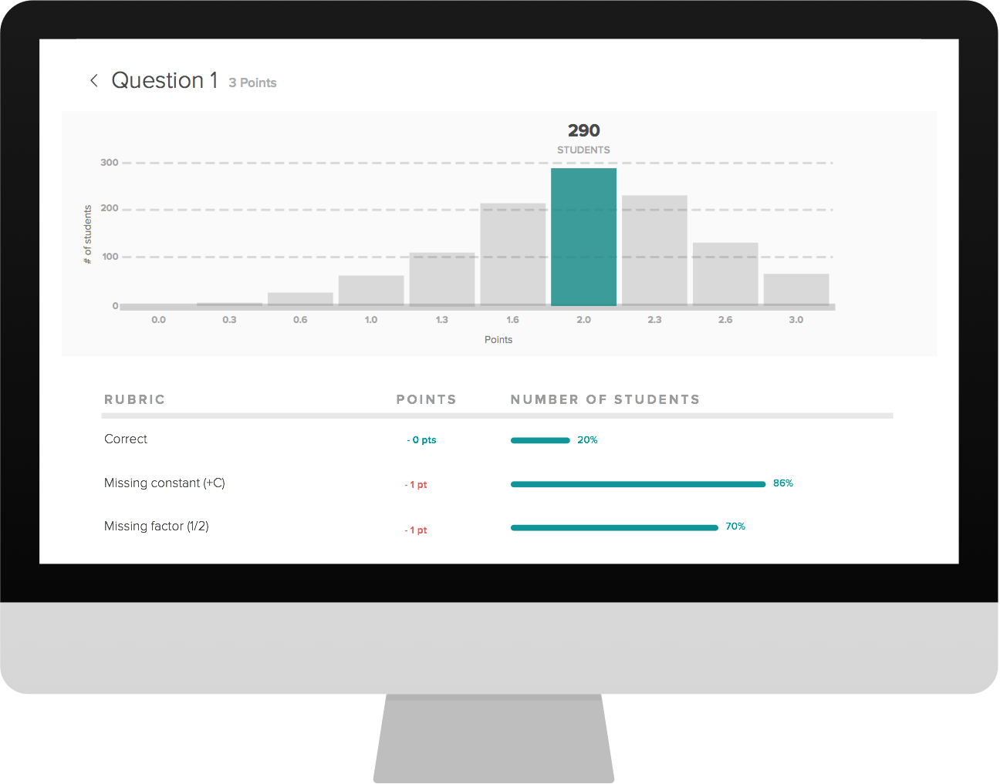 Question 1 3 Points
290
STUDENTS
300
200
100
0
# of students
0.0 0.3 0.6 1.0 1.3 1.6 2.0 2.3 2.6 3.0
Points
RUBRIC POINTS NUMBER OF STUDENTS
Correct - 0 pts 20%
Missing constant (+C) - 1 pt 86%
Missing factor (1/2) - 1 pt 70%